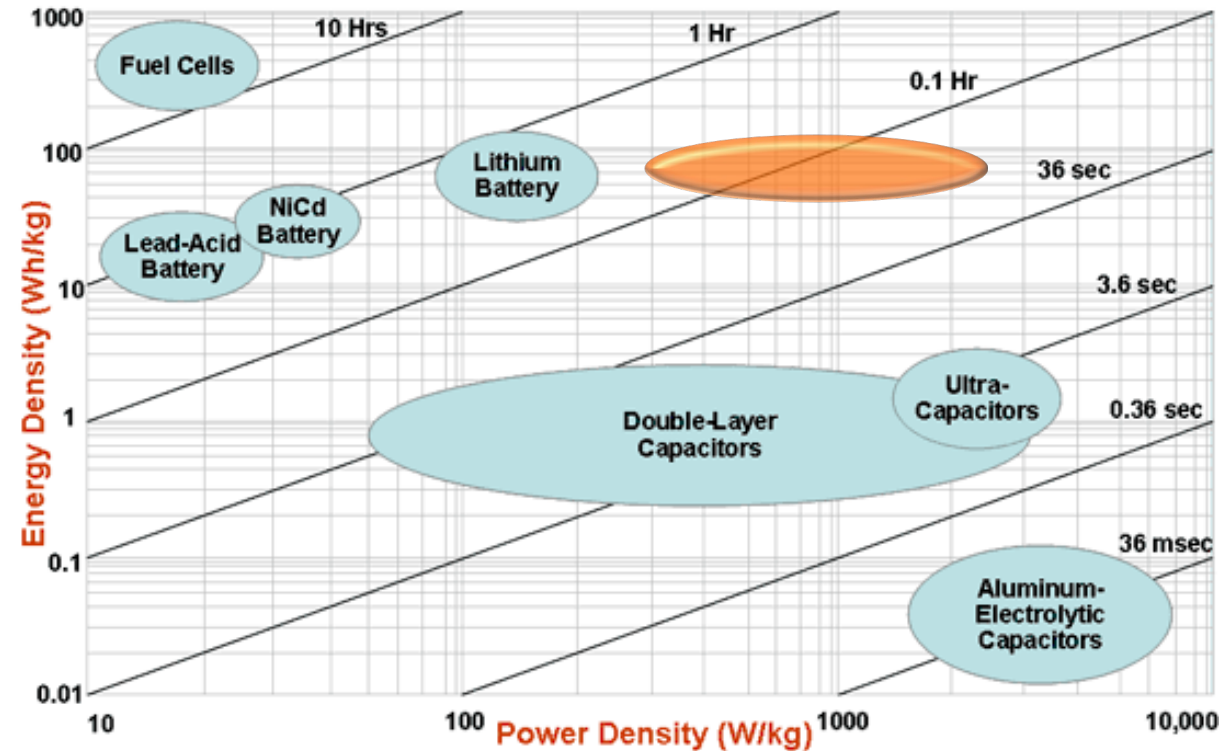 1000
10 Hrs
1 Hr
Fuel Cells
0.1 Hr
100
Lithium
Battery
36 sec
NiCd
Battery
Lead-Acid
Battery
10
3.6 sec
Ultra-
Capacitors
1
Double-Layer
Capacitors
0.36 sec
0.1
36 msec
Aluminum-
Electrolytic
Capacitors
0.01
Energy Density (Wh/kg)
10
100
Power Density (W/kg)
1000
10,000